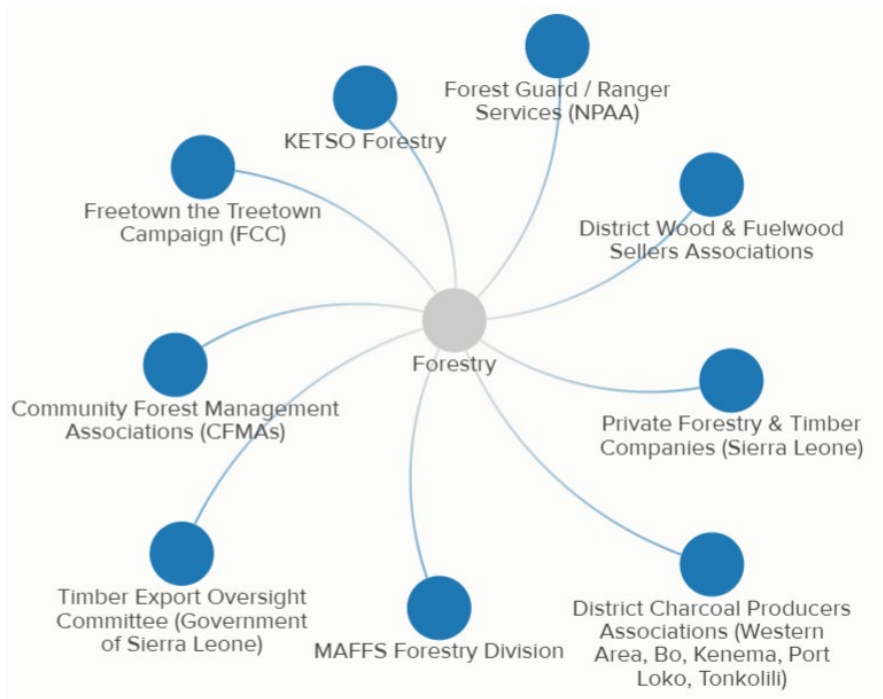 Forest Guard / Ranger
Services (NPAA)
KETSO Forestry
Freetown the Treetown
Campaign (FCC)
District Wood & Fuelwood
Sellers Associations
Forestry
Community Forest Management
Associations (CFMAs)
Private Forestry & Timber
Companies (Sierra Leone)
Timber Export Oversight
Committee (Government
of Sierra Leone)
MAFFS Forestry Division
District Charcoal Producers
Associations (Western
Area, Bo, Kenema, Port
Loko, Tonkolili)